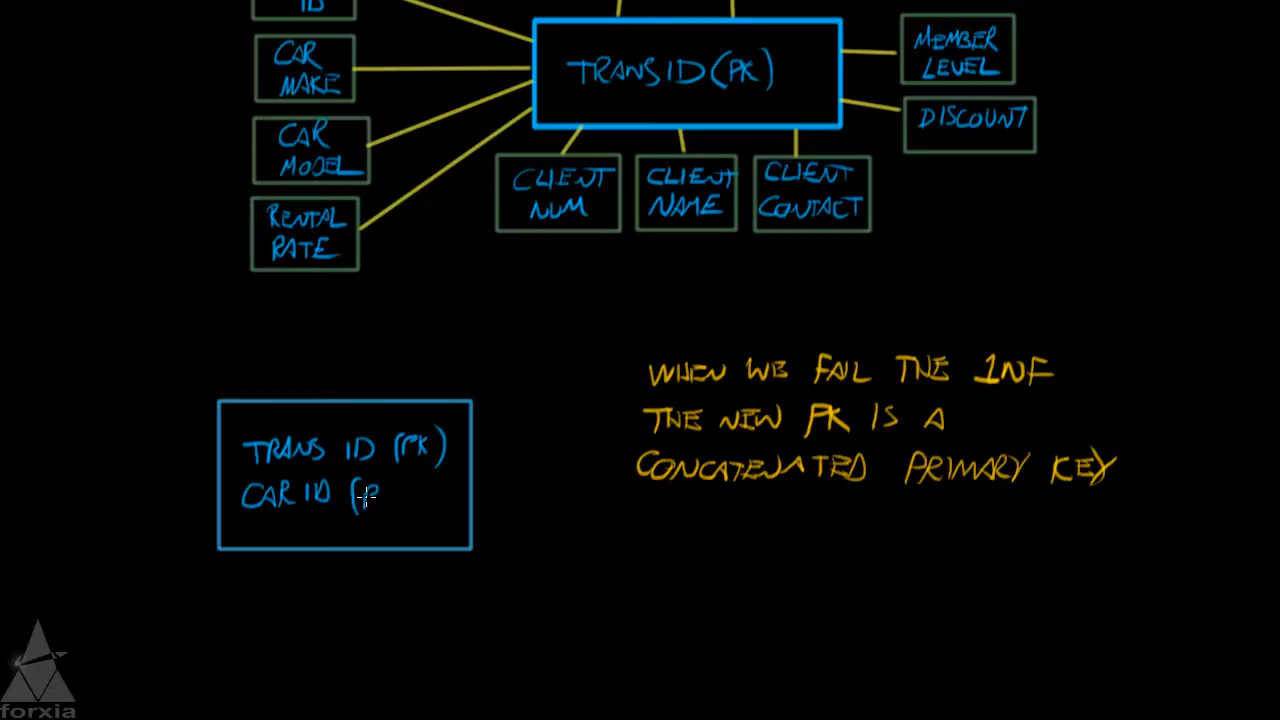 ID
CAR
MAKE
CAR
MODEL
RENTAL
RATE
TRANS ID (PK)
CLIENT
NUM
CLIENT
NAME
CLIENT
CONTACT
MEMBER
LEVEL
DISCOUNT
TRANS ID (PK)
CAR ID (P
WHEN WE FAIL THE 1NF
THE NEW PK IS A
CONCATENATED PRIMARY KEY
forxia